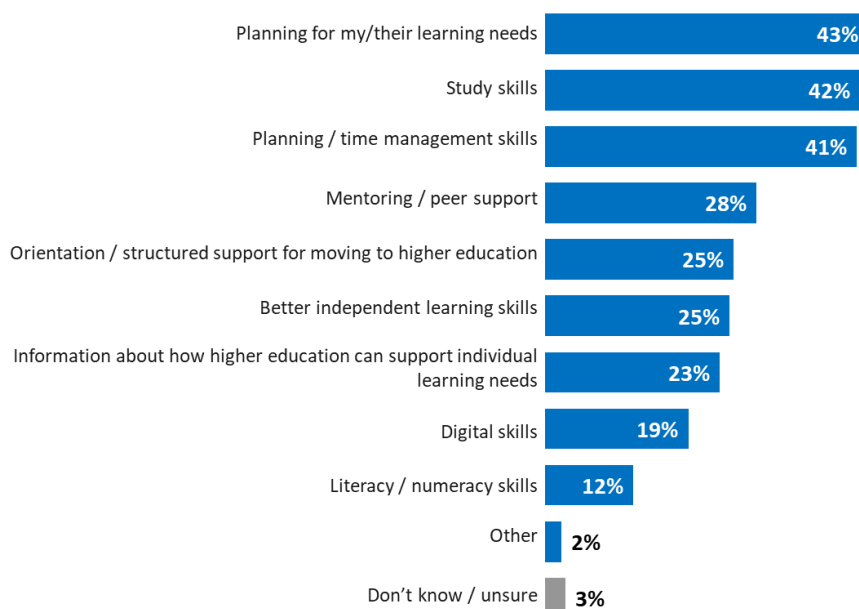 Planning for my/their learning needs 43%
Study skills 42%
Planning / time management skills 41%
Mentoring / peer support 28%
Orientation / structured support for moving to higher education 25%
Better independent learning skills 25%
Information about how higher education can support individual
learning needs 23%
Digital skills 19%
Literacy / numeracy skills 12%
Other 2%
Don’t know / unsure 3%